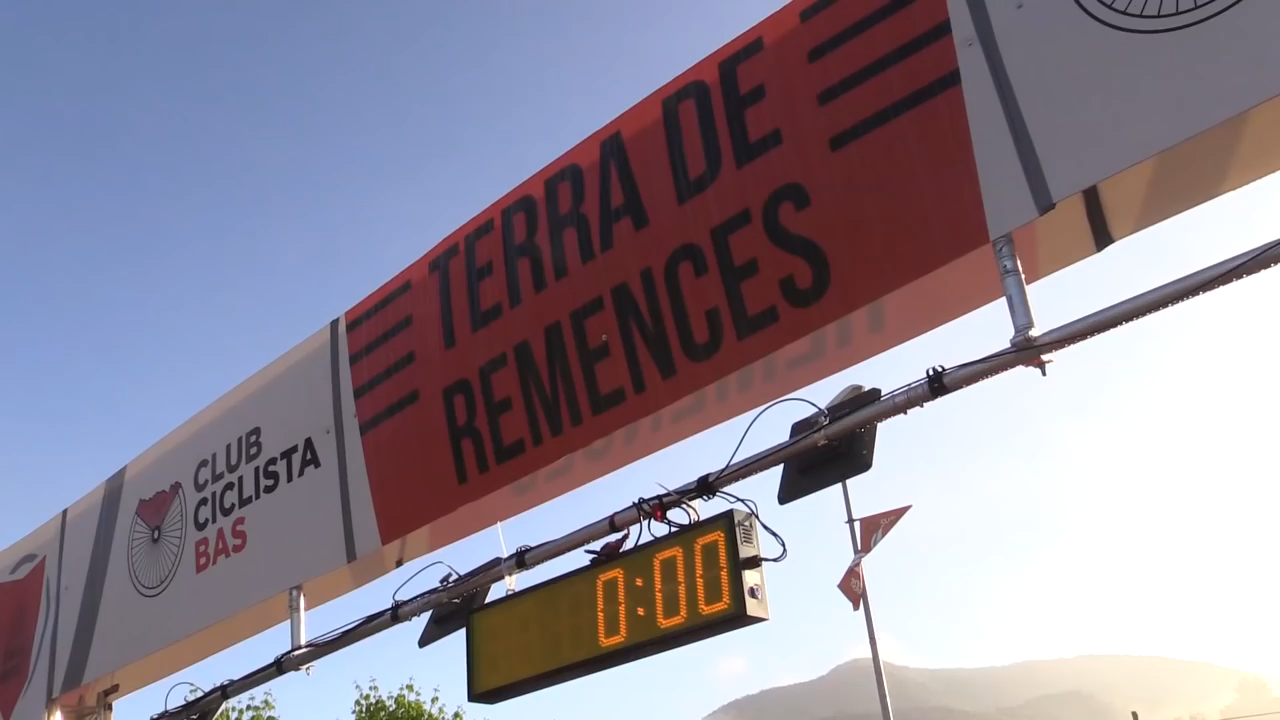 TERRA DE
REMENCES
CLUB
CICLISTA
BAS
0:00